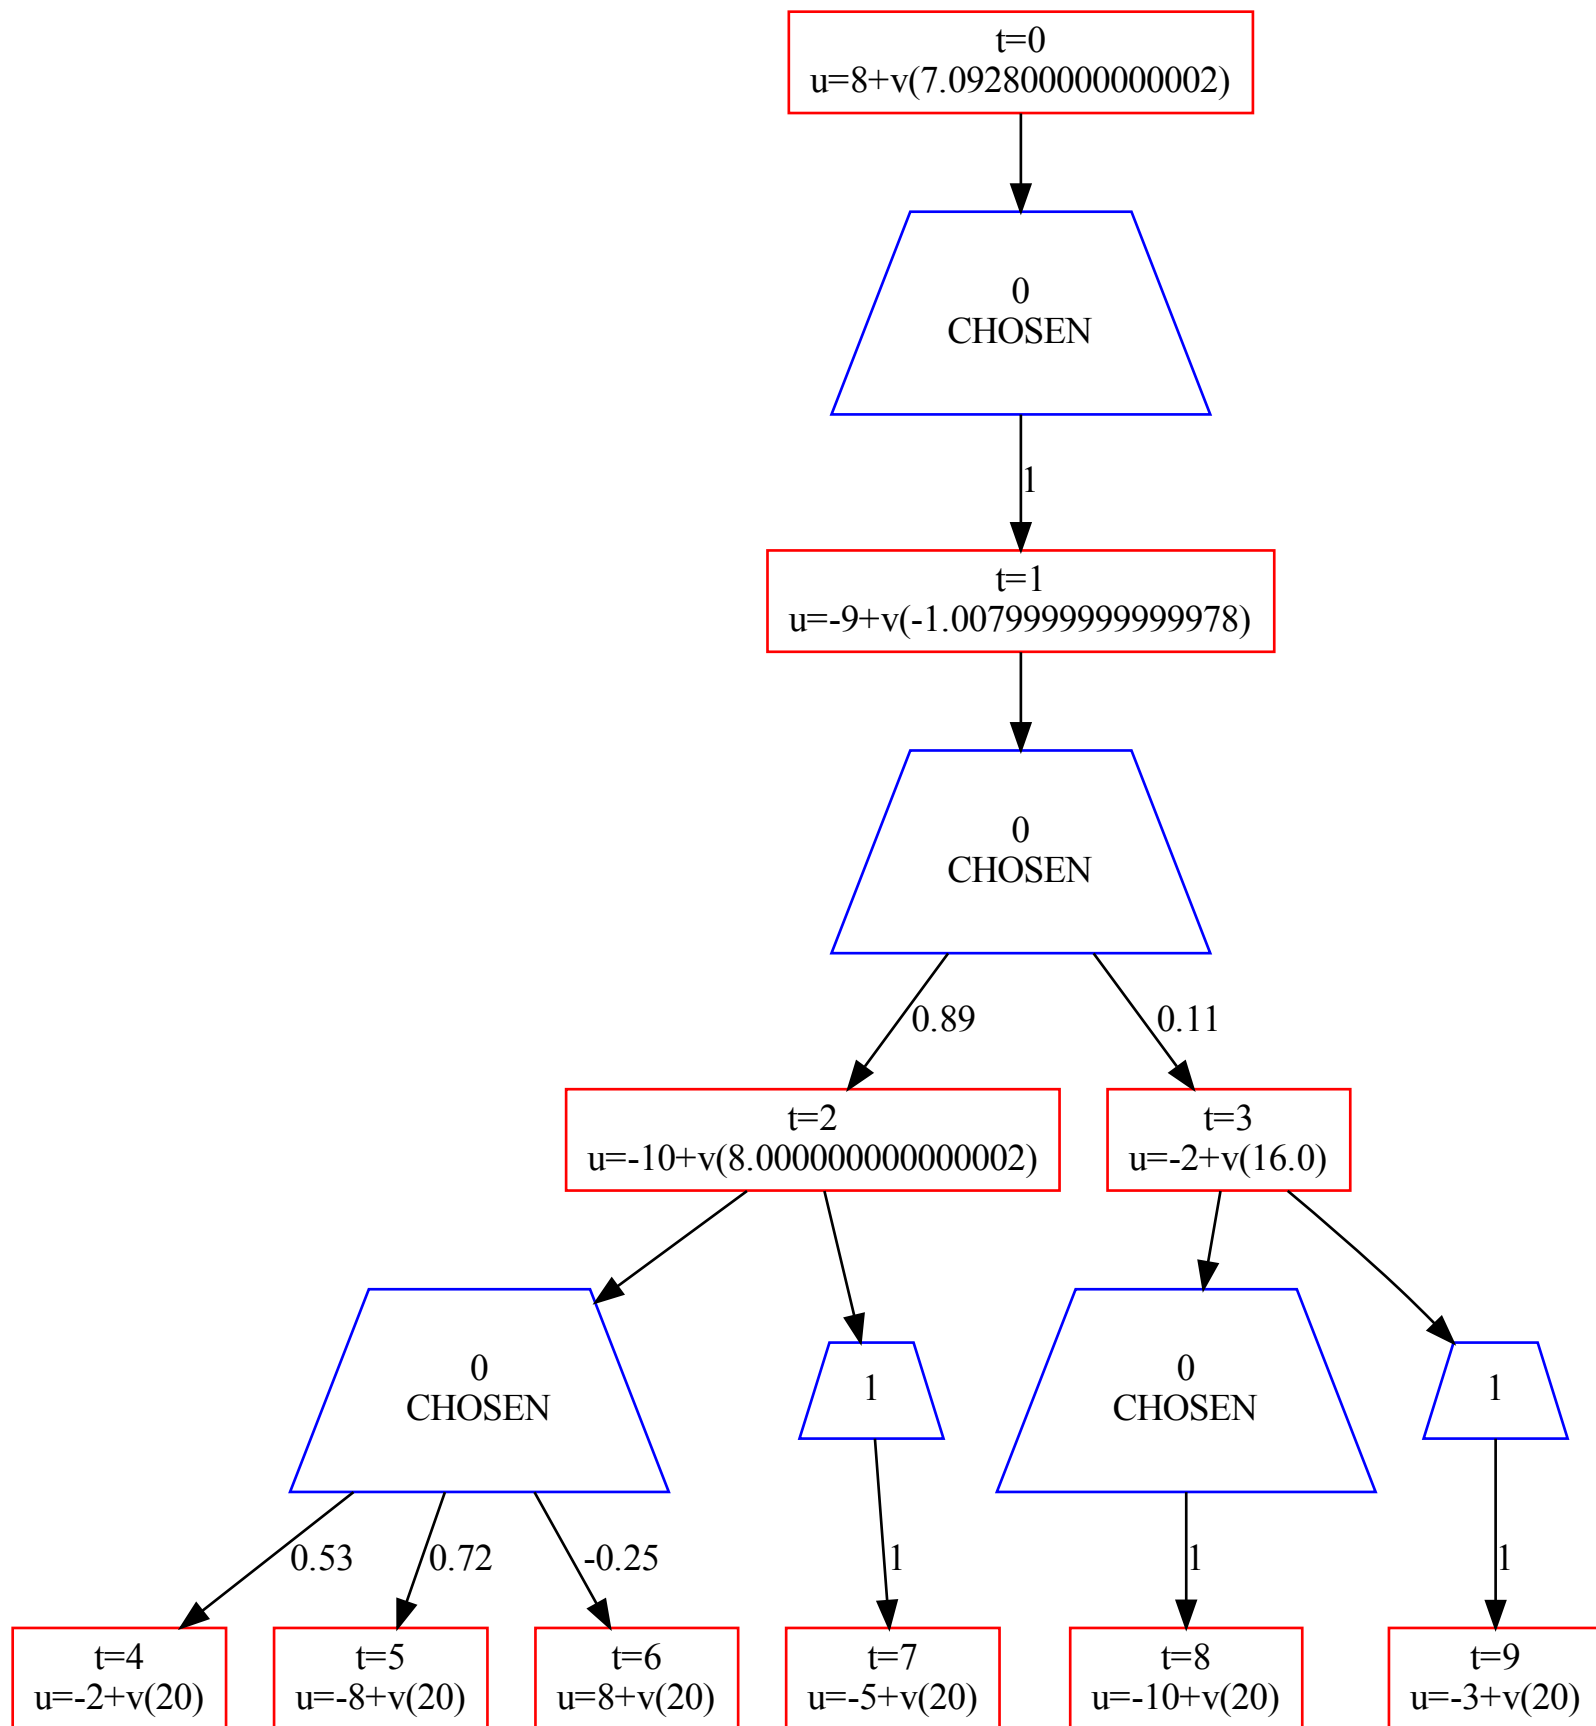 t=0
u=8+v(7.092800000000002)
0
CHOSEN
1
t=1
u=-9+v(-1.0079999999999978)
0
CHOSEN
0.89
0.11
t=2
u=-10+v(8.000000000000002)
t=3
u=-2+v(16.0)
0
CHOSEN
1
0
CHOSEN
1
0.53
0.72
-0.25
1
1
1
t=4
u=-2+v(20)
t=5
u=-8+v(20)
t=6
u=8+v(20)
t=7
u=-5+v(20)
t=8
u=-10+v(20)
t=9
u=-3+v(20)